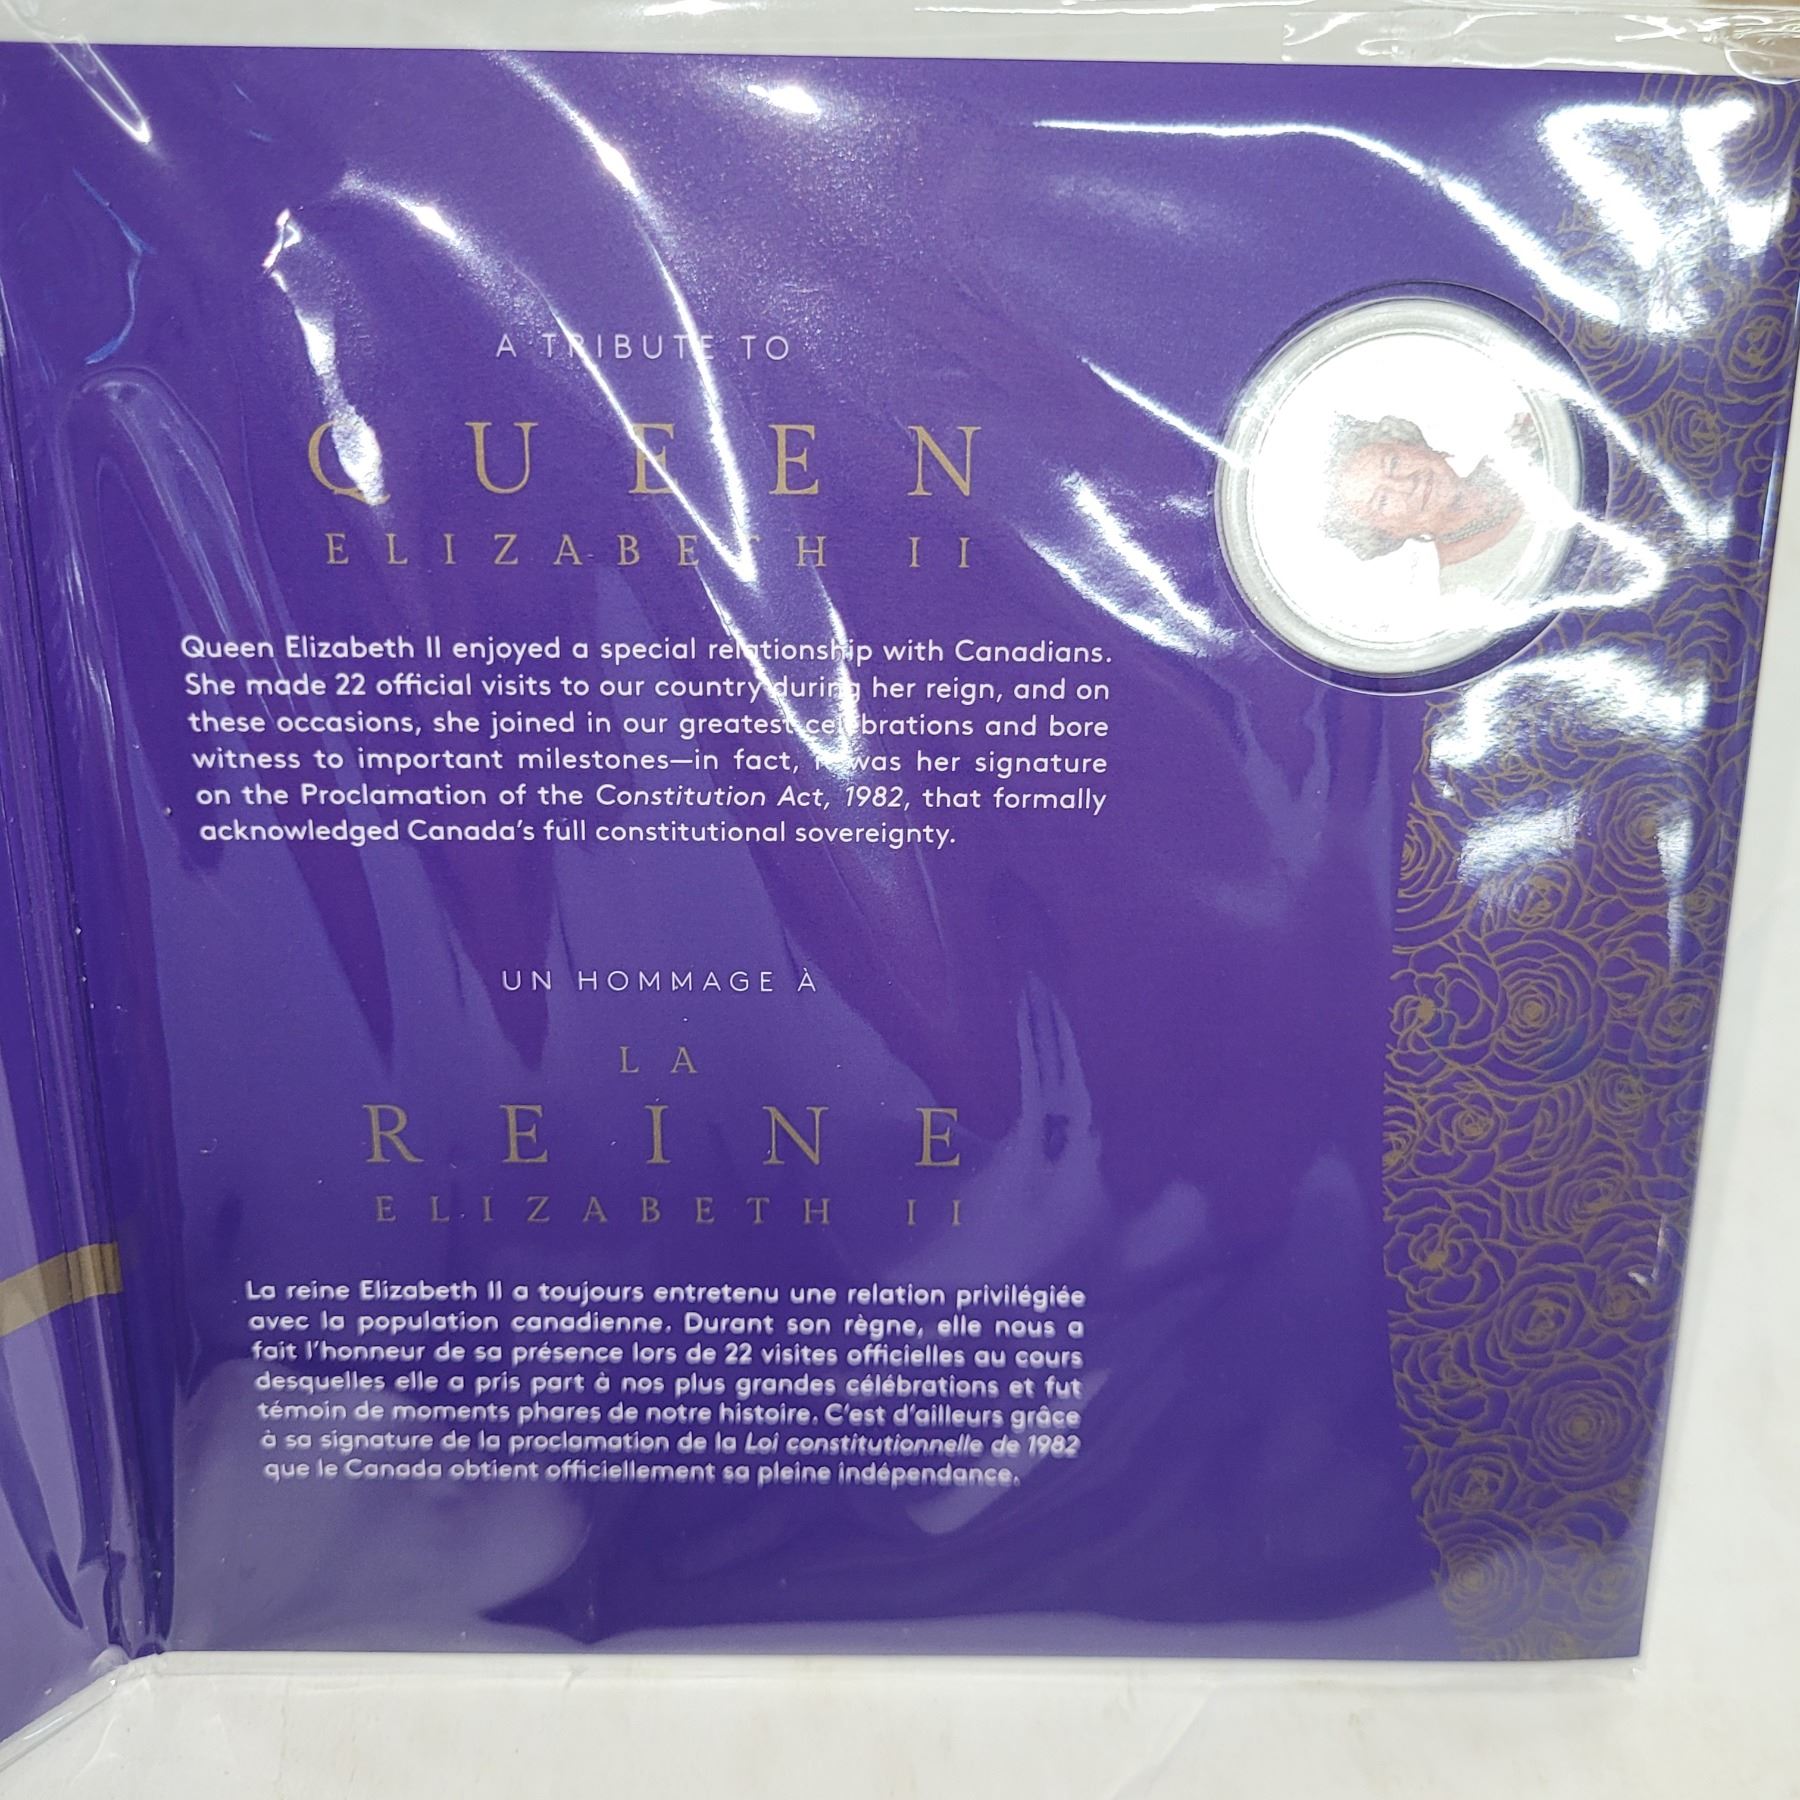 A TRIBUTE TO
QUEEN
ELIZABETH II
Queen Elizabeth II enjoyed a special relationship with Canadians.
She made 22 official visits to our country during her reign, and on
these occasions, she joined in our greatest celebrations and bore
witness to important milestones—in fact, it was her signature
on the Proclamation of the Constitution Act, 1982, that formally
acknowledged Canada's full constitutional sovereignty.
UN HOMMAGE À
LA
REINE
ELIZABETH II
La reine Elizabeth II a toujours entretenu une relation privilégiée
avec la population canadienne. Durant son règne, elle nous a
fait l'honneur de sa présence lors de 22 visites officielles au cours
desquelles elle a pris part à nos plus grandes célébrations et fut
témoin de moments phares de notre histoire. C'est d'ailleurs grâce
à sa signature de la proclamation de la Loi constitutionnelle de 1982
que le Canada obtient officiellement sa pleine indépendance.